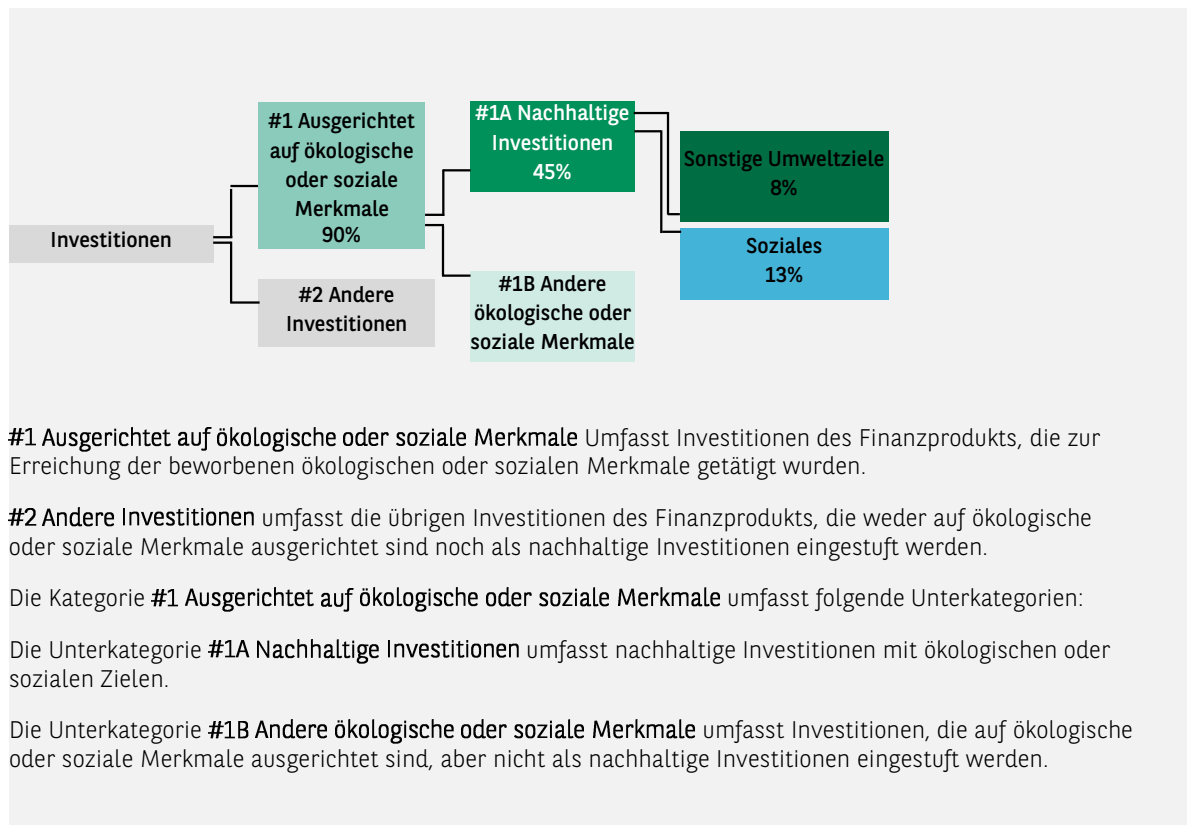 Investitionen
#1 Ausgerichtet
auf ökologische
oder soziale
Merkmale
90%
#2 Andere
Investitionen
#1A Nachhaltige
Investitionen
45%
#1B Andere
ökologische oder
soziale Merkmale
Sonstige Umweltziele
8%
Soziales
13%
#1 Ausgerichtet auf ökologische oder soziale Merkmale Umfasst Investitionen des Finanzprodukts, die zur
Erreichung der beworbenen ökologischen oder sozialen Merkmale getätigt wurden.
#2 Andere Investitionen umfasst die übrigen Investitionen des Finanzprodukts, die weder auf ökologische
oder soziale Merkmale ausgerichtet sind noch als nachhaltige Investitionen eingestuft werden.
Die Kategorie #1 Ausgerichtet auf ökologische oder soziale Merkmale umfasst folgende Unterkategorien:
Die Unterkategorie #1A Nachhaltige Investitionen umfasst nachhaltige Investitionen mit ökologischen oder
sozialen Zielen.
Die Unterkategorie #1B Andere ökologische oder soziale Merkmale umfasst Investitionen, die auf ökologische
oder soziale Merkmale ausgerichtet sind, aber nicht als nachhaltige Investitionen eingestuft werden.